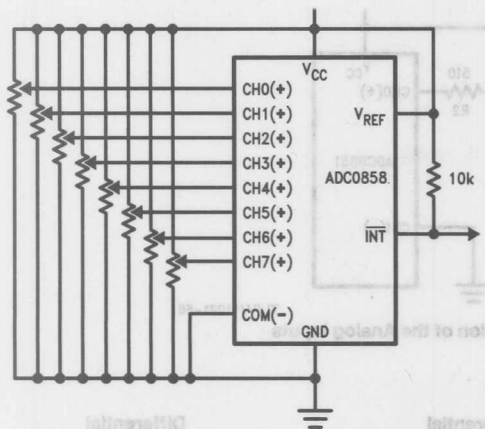 VCC
CH0(+)
CH1(+)
VREF
CH2(+)
CH3(+)
ADC0858.
10k
CH4(+)
CH5(+)
CH6(+)
INT
CH7(+)
COM(-)
GND